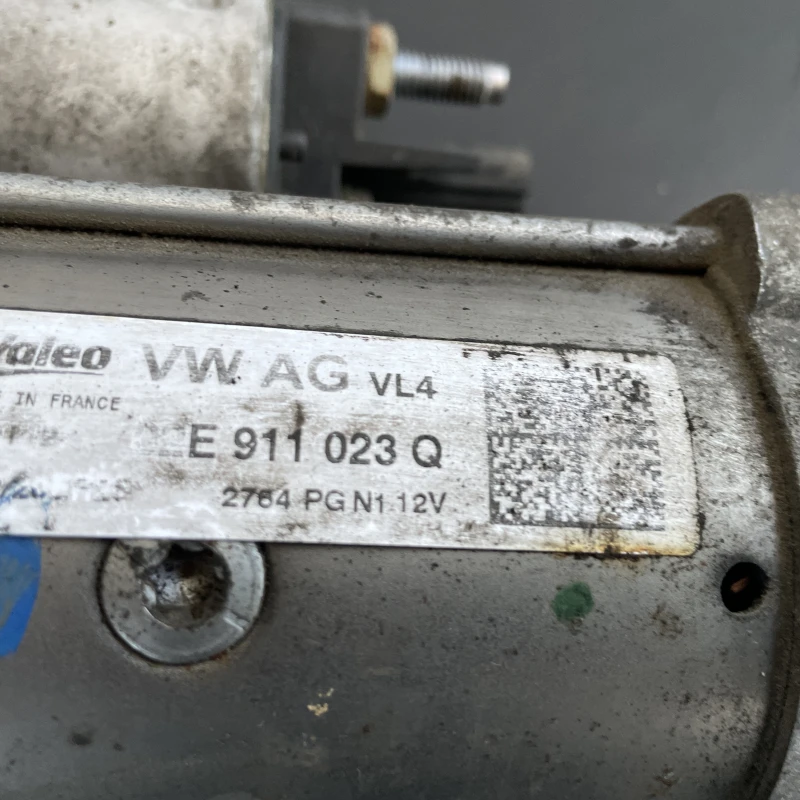 Valeo VW AG VL4
IN FRANCE
E 911 023 Q
2764 PG N1 12V